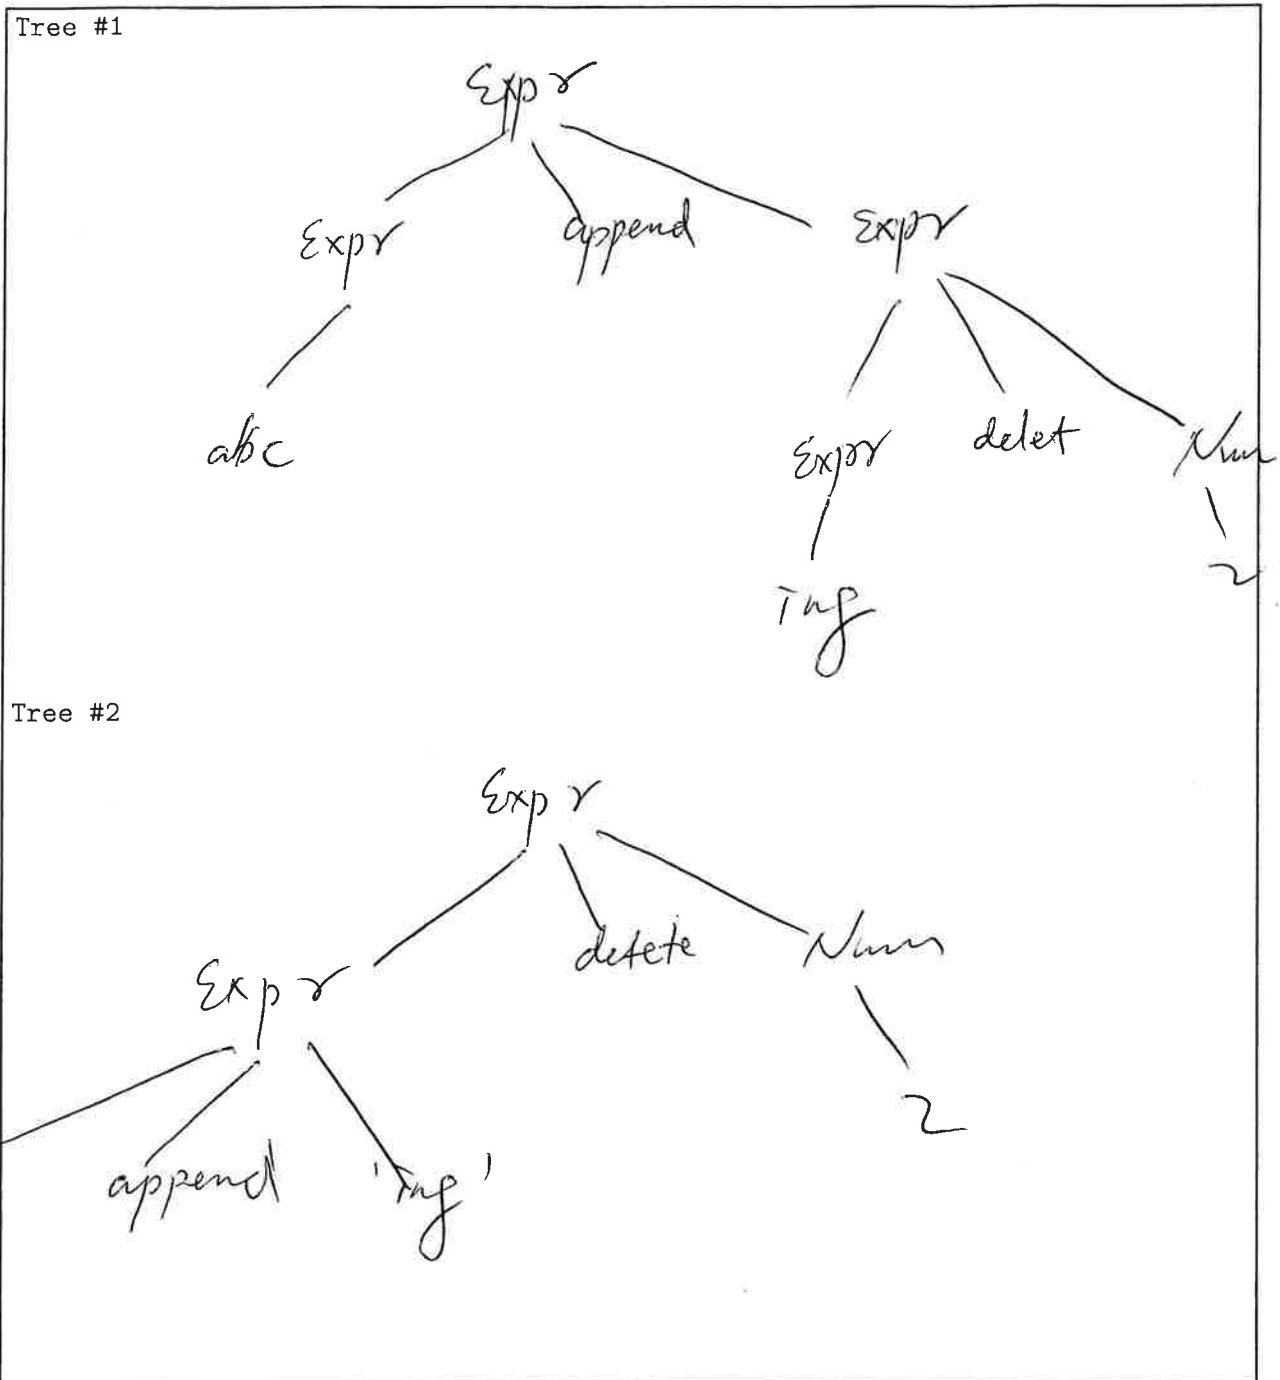 Tree #1
Expr
Expr append Expr
abc Expr delet Num
2
ing
Tree #2
Expr
Expr delete Num
append 'ing' 2